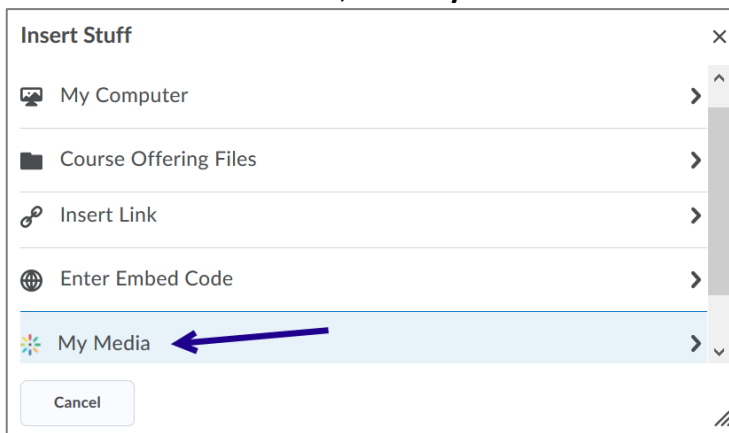 Insert Stuff
My Computer
Course Offering Files
Insert Link
Enter Embed Code
My Media
Cancel